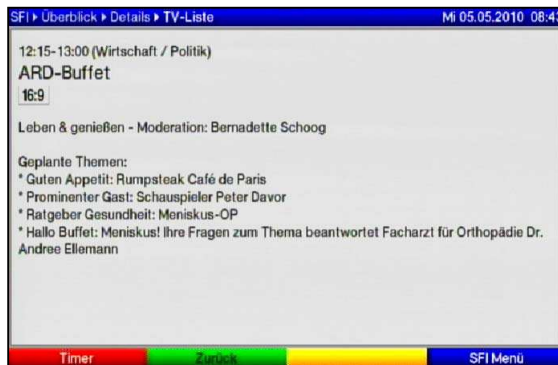 SFI ▸ Überblick ▸ Details ▸ TV-Liste Mi 05.05.2010 08:43
12:15-13:00 (Wirtschaft / Politik)
ARD-Buffet
16:9
Leben & genießen - Moderation: Bernadette Schoog
Geplante Themen:
* Guten Appetit: Rumpsteak Café de Paris
* Prominenter Gast: Schauspieler Peter Davor
* Ratgeber Gesundheit: Meniskus-OP
* Hallo Buffet: Meniskus! Ihre Fragen zum Thema beantwortet Facharzt für Orthopädie Dr.
Andree Ellemann
Timer Zurück SFI Menü